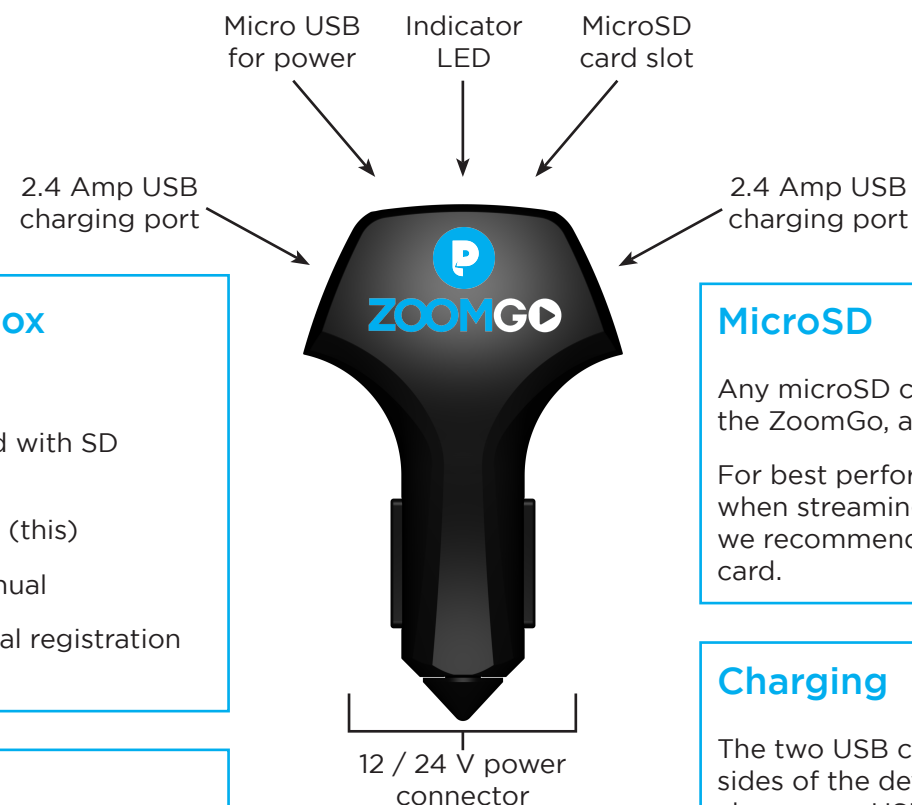 Micro USB
for power
Indicator
LED
MicroSD
card slot
2.4 Amp USB
charging port
2.4 Amp USB
charging port
P
ZOOMGO
ox
d with SD
(this)
nual
al registration
MicroSD
Any microSD c
the ZoomGo, a
For best perfor
when streamin
we recommend
card.
Charging
The two USB c
sides of the de
12 / 24 V power
connector